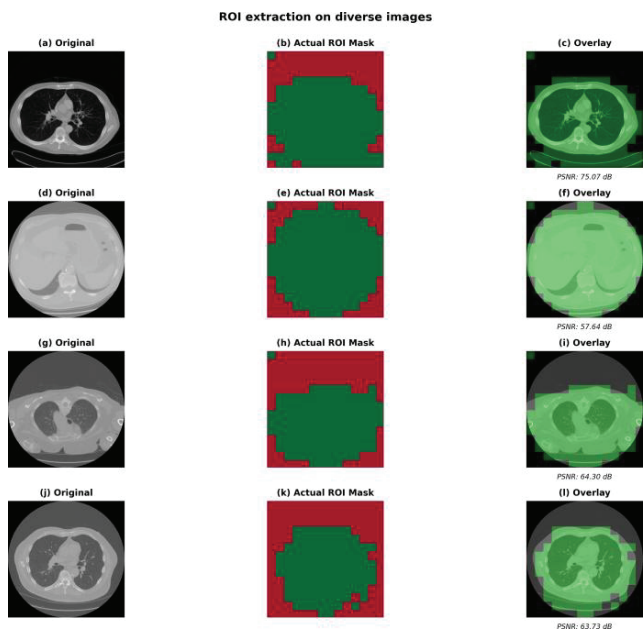 ROI extraction on diverse images
(a) Original
(b) Actual ROI Mask
(c) Overlay
PSNR: 75.07 dB
(d) Original
(e) Actual ROI Mask
(f) Overlay
PSNR: 57.64 dB
(g) Original
(h) Actual ROI Mask
(i) Overlay
PSNR: 64.30 dB
(j) Original
(k) Actual ROI Mask
(l) Overlay
PSNR: 63.73 dB